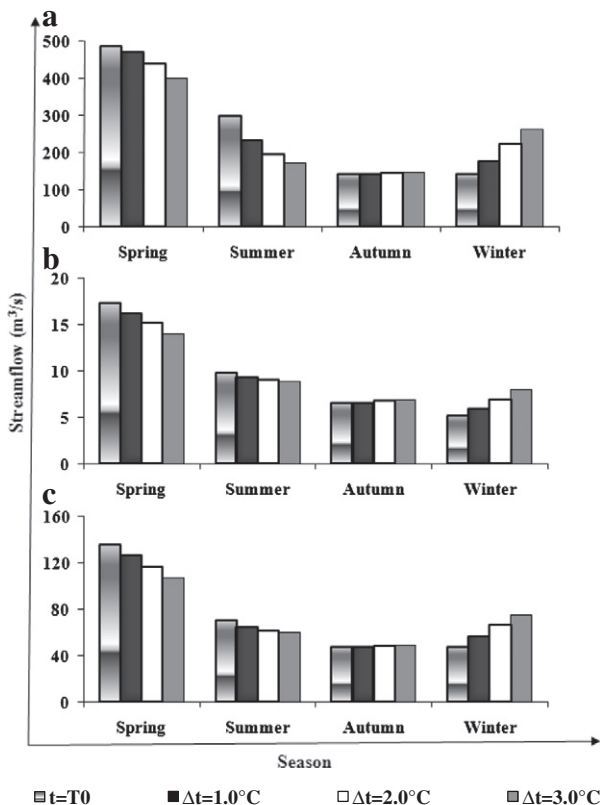 a
500
400
300
200
100
0
Spring Summer Autumn Winter
b
20
15
10
5
0
Spring Summer Autumn Winter
c
160
120
80
40
0
Spring Summer Autumn Winter
Streamflow (m³/s)
Season
t=T0 Δt=1.0°C Δt=2.0°C Δt=3.0°C